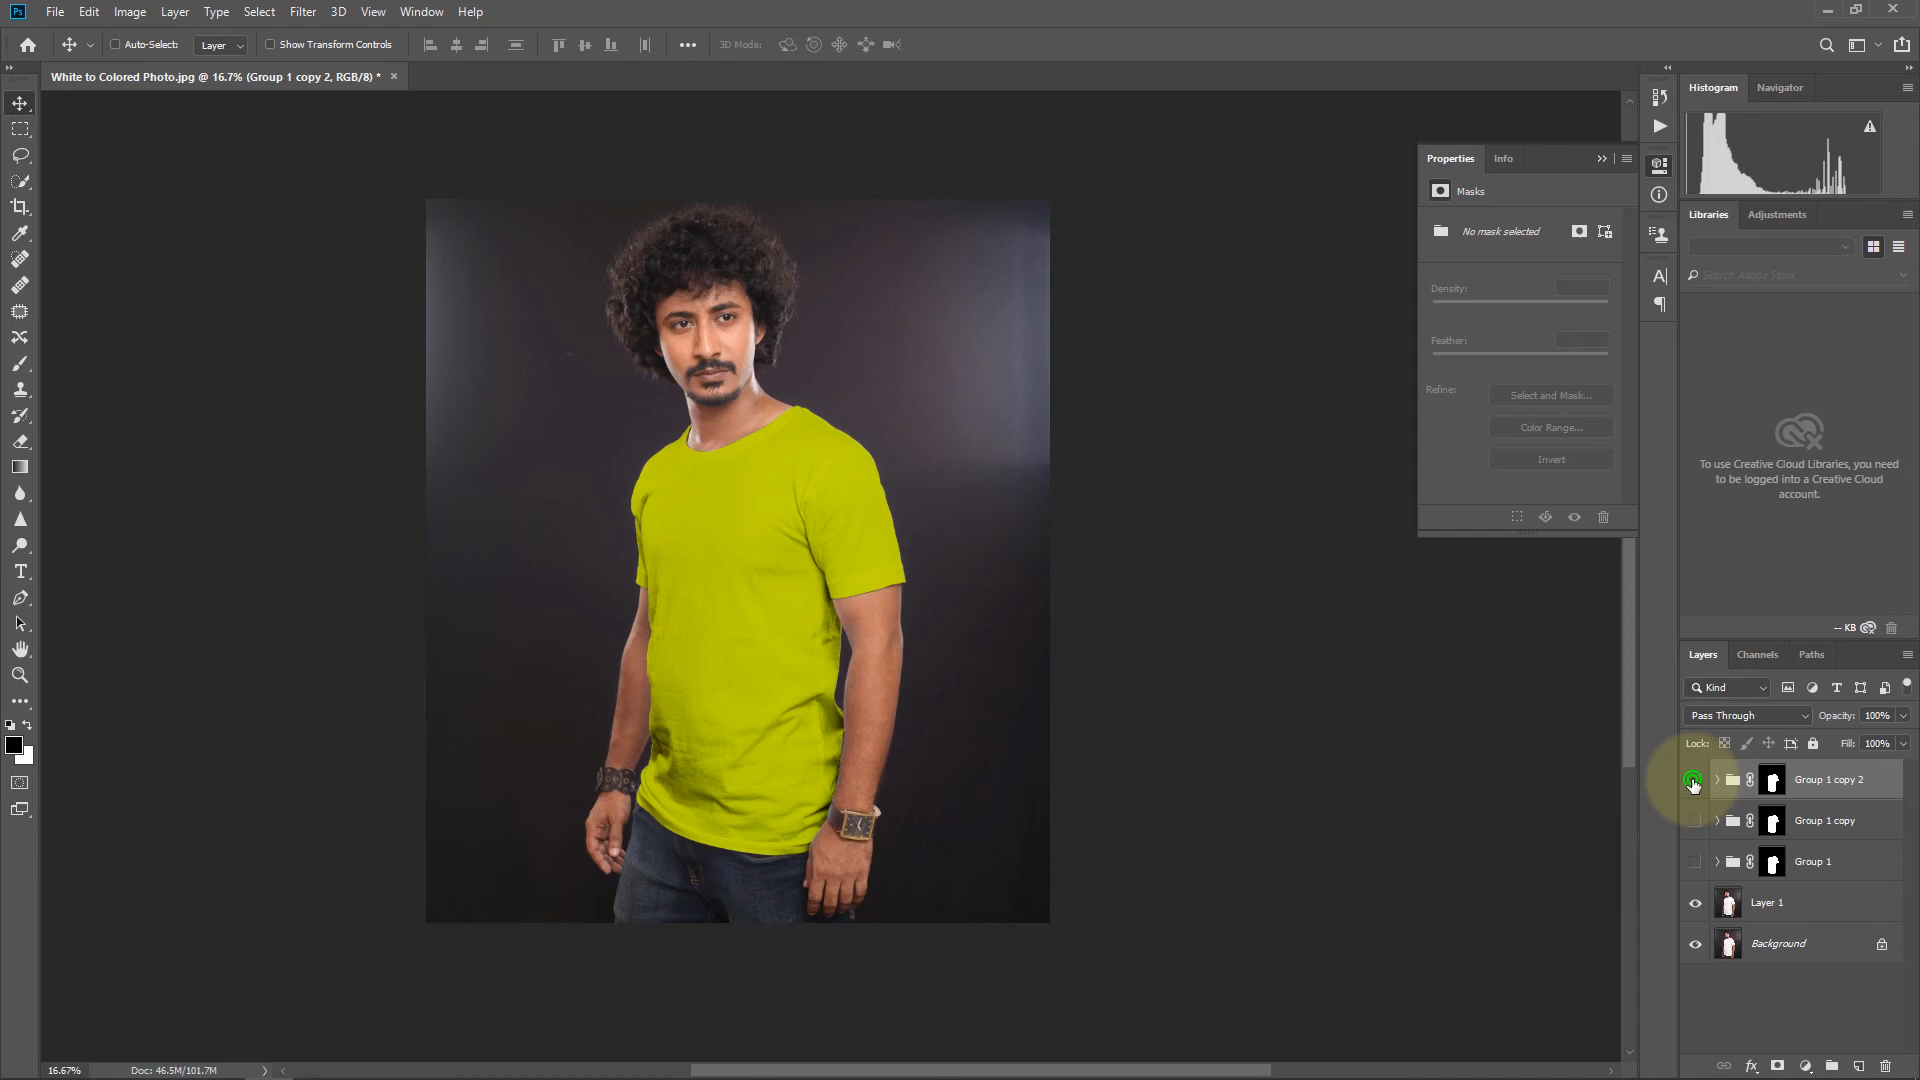 Ps File Edit Image Layer Type Select Filter 3D View Window Help
Auto-Select: Layer Show Transform Controls 3D Mode:
White to Colored Photo.jpg @ 16.7% (Group 1 copy 2, RGB/8) *
Histogram Navigator
Properties Info
Masks
No mask selected
Density:
Feather:
Refine: Select and Mask...
Color Range...
Invert
Libraries Adjustments
Search Adobe Stock
To use Creative Cloud Libraries, you need
to be logged into a Creative Cloud
account.
-- KB
Layers Channels Paths
Kind
Pass Through Opacity: 100%
Lock: Fill: 100%
Group 1 copy 2
Group 1 copy
Group 1
Layer 1
Background
16.67% Doc: 46.5M/101.7M